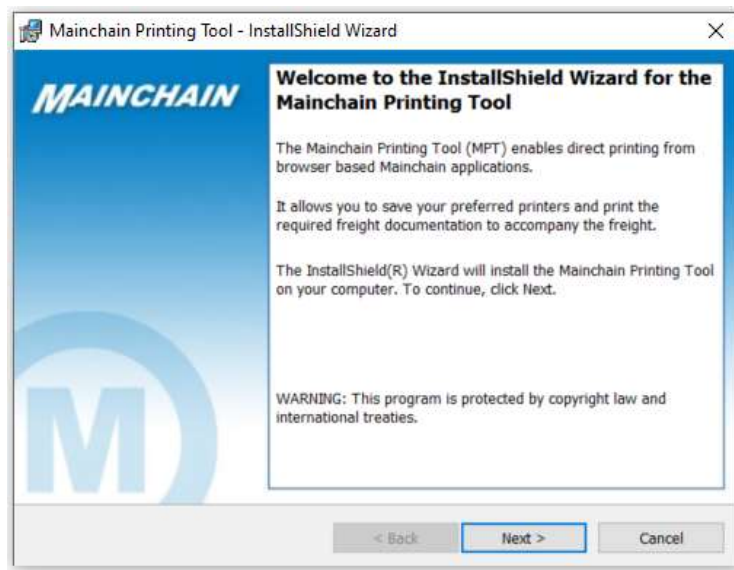 Mainchain Printing Tool - InstallShield Wizard
MAINCHAIN
Welcome to the InstallShield Wizard for the
Mainchain Printing Tool
The Mainchain Printing Tool (MPT) enables direct printing from
browser based Mainchain applications.
It allows you to save your preferred printers and print the
required freight documentation to accompany the freight.
The InstallShield(R) Wizard will install the Mainchain Printing Tool
on your computer. To continue, click Next.
WARNING: This program is protected by copyright law and
international treaties.
M
< Back
Next >
Cancel